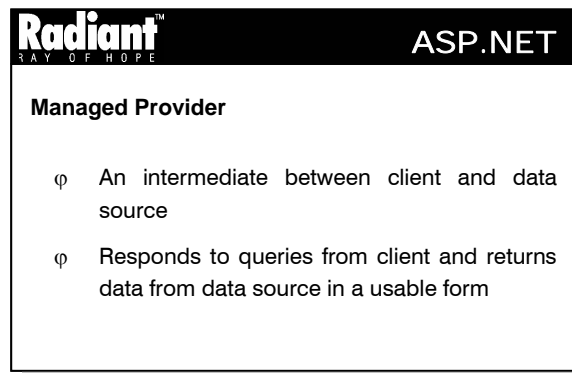 Radiant™
RAY OF HOPE
ASP.NET
Managed Provider
φ An intermediate between client and data
source
φ Responds to queries from client and returns
data from data source in a usable form